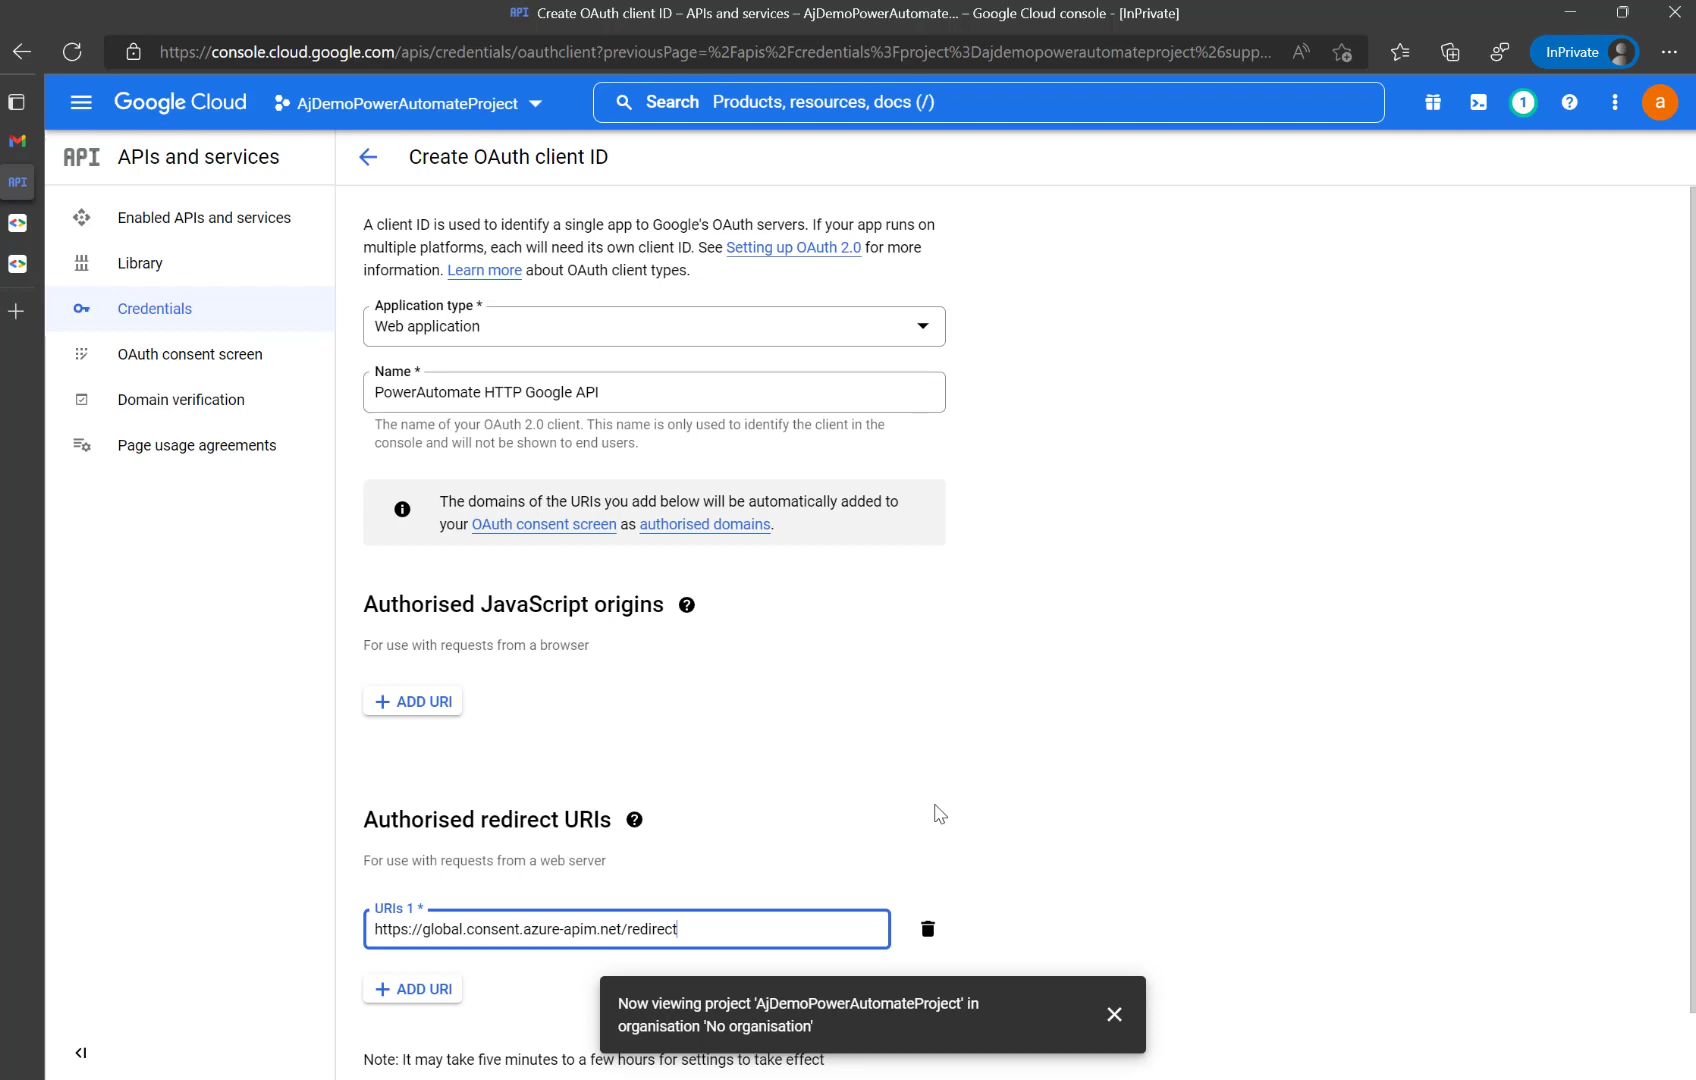 API Create OAuth client ID – APIs and services – AjDemoPowerAutomate... – Google Cloud console - [InPrivate]
https://console.cloud.google.com/apis/credentials/oauthclient?previousPage=%2Fapis%2Fcredentials%3Fproject%3Dajdemopowerautomateproject%26supp...
InPrivate
Google Cloud
AjDemoPowerAutomateProject
Search Products, resources, docs (/)
1
a
API
API APIs and services
Enabled APIs and services
Library
Credentials
OAuth consent screen
Domain verification
Page usage agreements
Create OAuth client ID
A client ID is used to identify a single app to Google's OAuth servers. If your app runs on
multiple platforms, each will need its own client ID. See Setting up OAuth 2.0 for more
information. Learn more about OAuth client types.
Application type *
Web application
Name *
PowerAutomate HTTP Google API
The name of your OAuth 2.0 client. This name is only used to identify the client in the
console and will not be shown to end users.
The domains of the URIs you add below will be automatically added to
your OAuth consent screen as authorised domains.
Authorised JavaScript origins
For use with requests from a browser
+ ADD URI
Authorised redirect URIs
For use with requests from a web server
URIs 1 *
https://global.consent.azure-apim.net/redirect
+ ADD URI
Now viewing project 'AjDemoPowerAutomateProject' in
organisation 'No organisation'
Note: It may take five minutes to a few hours for settings to take effect